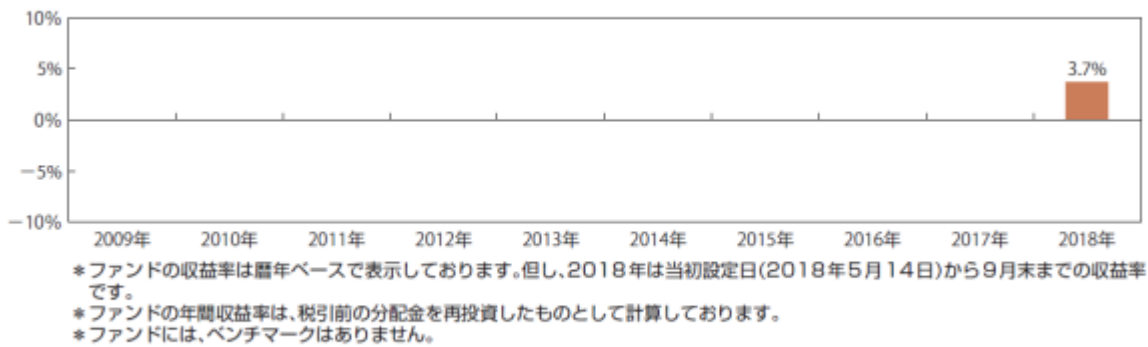 10%
5%
3.7%
0%
－5%
－10%
2009年 2010年 2011年 2012年 2013年 2014年 2015年 2016年 2017年 2018年
＊ファンドの収益率は暦年ベースで表示しております。但し、2018年は当初設定日(2018年5月14日)から9月末までの収益率
です。
＊ファンドの年間収益率は、税引前の分配金を再投資したものとして計算しております。
＊ファンドには、ベンチマークはありません。